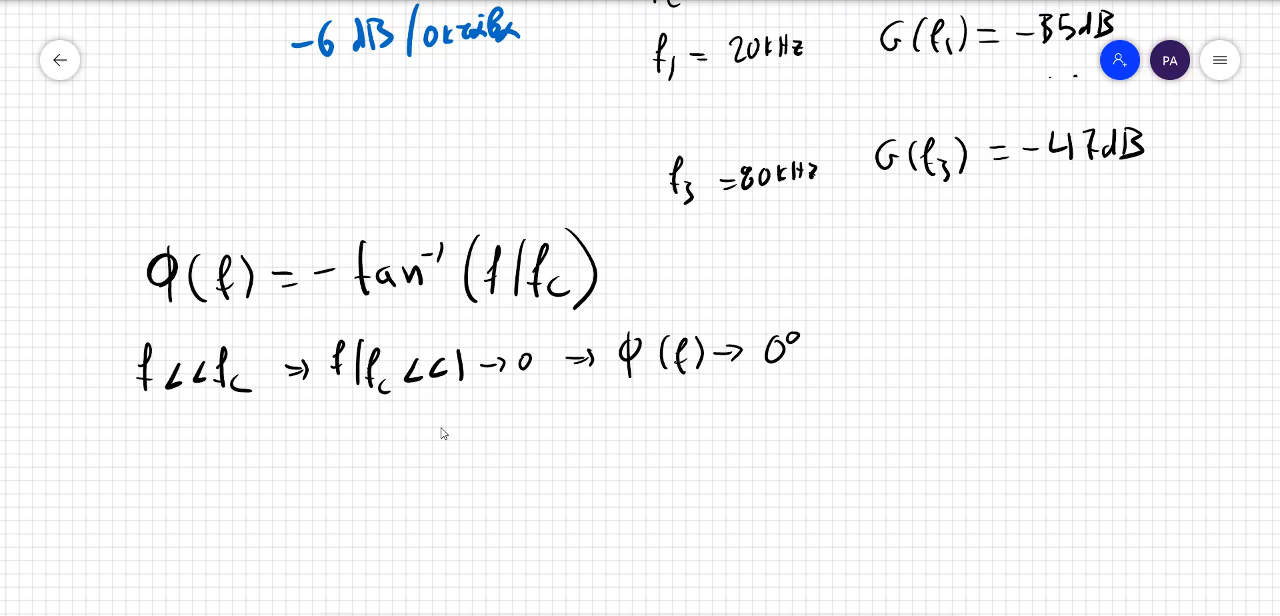 -6 dB/οκτάβα
f₁ = 20kHz
G(f₁) = -35dB
PA
f₃ = 80kHz
G(f₃) = -47dB
Φ(f) = - tan⁻¹ (f/fc)
f << fc ⇒ f/fc << 1 → 0 ⇒ φ(f) → 0°